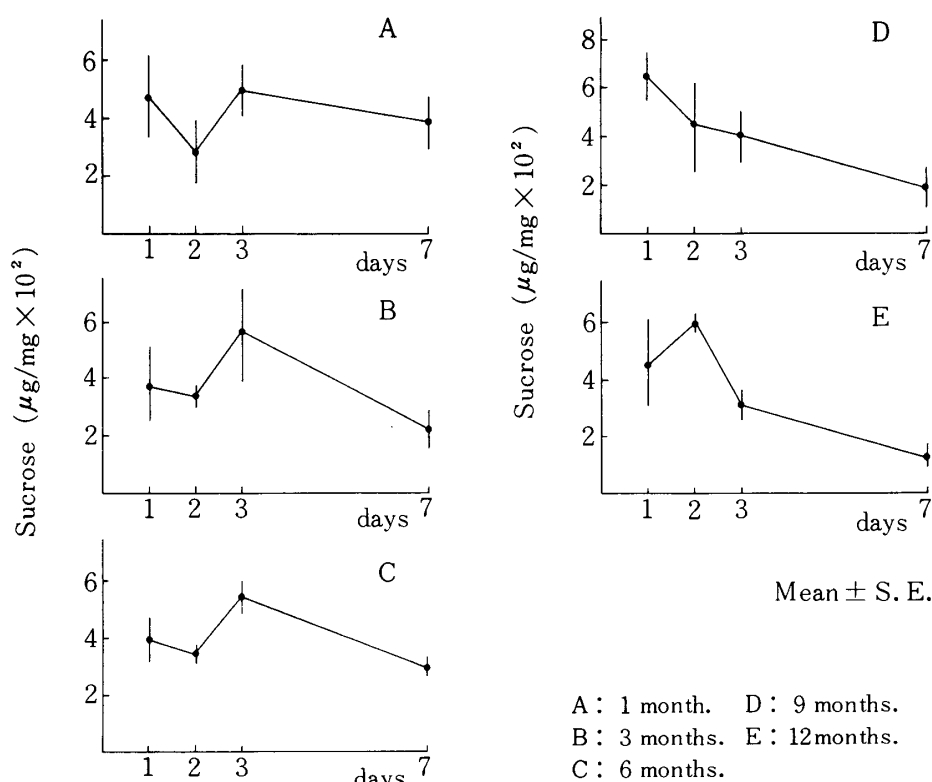 A
6
4
2
1 2 3 days 7
B
6
4
2
1 2 3 days 7
C
6
4
2
1 2 3 days 7
Sucrose (μg/mg×10²)
D
8
6
4
2
1 2 3 days 7
E
6
4
2
1 2 3 days 7
Sucrose (μg/mg×10²)
Mean ± S. E.
A : 1 month. D : 9 months.
B : 3 months. E : 12months.
C : 6 months.